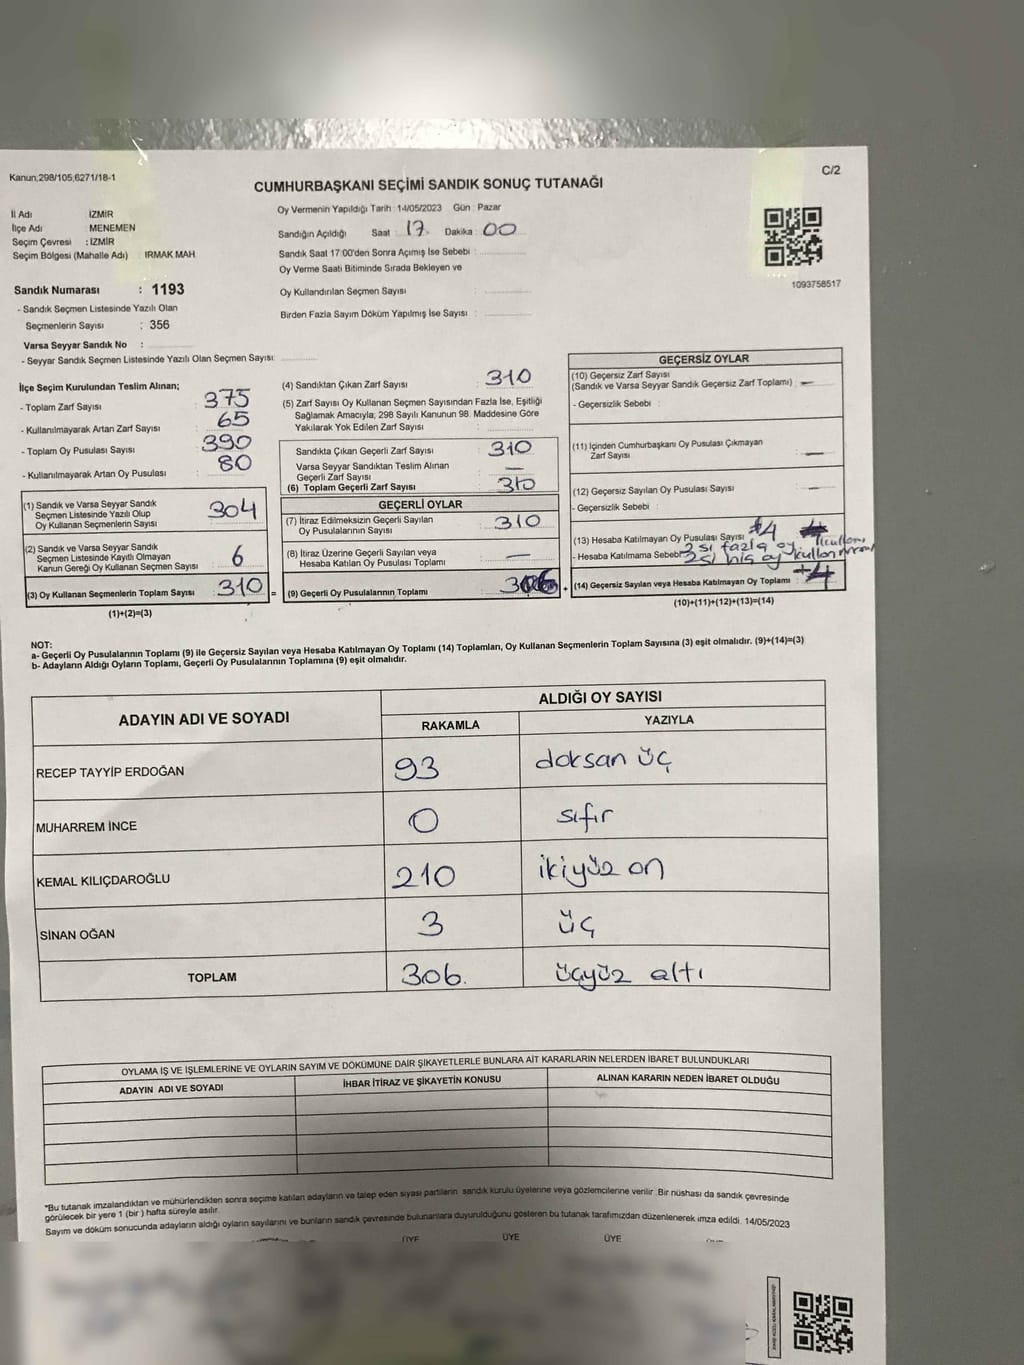 Kanun;298/105;6271/18-1
C/2
CUMHURBAŞKANI SEÇİMİ SANDIK SONUÇ TUTANAĞI
İl Adı İZMİR
İlçe Adı : MENEMEN
Seçim Çevresi : İZMİR
Seçim Bölgesi (Mahalle Adı) IRMAK MAH.
Oy Vermenin Yapıldığı Tarih : 14/05/2023 Gün : Pazar
Sandığın Açıldığı Saat : 17 Dakika : 00
Sandık Saat 17:00'den Sonra Açımış İse Sebebi :
Oy Verme Saati Bitiminde Sırada Bekleyen ve
Oy Kullandırılan Seçmen Sayısı :
Birden Fazla Sayım Döküm Yapılmış İse Sayısı :
1093758517
Sandık Numarası : 1193
- Sandık Seçmen Listesinde Yazılı Olan
Seçmenlerin Sayısı : 356
Varsa Seyyar Sandık No :
- Seyyar Sandık Seçmen Listesinde Yazılı Olan Seçmen Sayısı:
İlçe Seçim Kurulundan Teslim Alınan;
- Toplam Zarf Sayısı 375
- Kullanılmayarak Artan Zarf Sayısı 65
- Toplam Oy Pusulası Sayısı 390
- Kullanılmayarak Artan Oy Pusulası 80
(1) Sandık ve Varsa Seyyar Sandık
Seçmen Listesinde Yazılı Olup
Oy Kullanan Seçmenlerin Sayısı 304
(2) Sandık ve Varsa Seyyar Sandık
Seçmen Listesinde Kayıtlı Olmayan
Kanun Gereği Oy Kullanan Seçmen Sayısı 6
(3) Oy Kullanan Seçmenlerin Toplam Sayısı 310
(1)+(2)=(3)
(4) Sandıktan Çıkan Zarf Sayısı : 310
(5) Zarf Sayısı Oy Kullanan Seçmen Sayısından Fazla İse, Eşitliği
Sağlamak Amacıyla; 298 Sayılı Kanunun 98. Maddesine Göre
Yakılarak Yok Edilen Zarf Sayısı :
Sandıkta Çıkan Geçerli Zarf Sayısı : 310
Varsa Seyyar Sandıktan Teslim Alınan
Geçerli Zarf Sayısı : —
(6) Toplam Geçerli Zarf Sayısı : 310
GEÇERLİ OYLAR
(7) İtiraz Edilmeksizin Geçerli Sayılan
Oy Pusulalarının Sayısı : 310
(8) İtiraz Üzerine Geçerli Sayılan veya
Hesaba Katılan Oy Pusulası Toplamı : —
= (9) Geçerli Oy Pusulalarının Toplamı : 306 +
GEÇERSİZ OYLAR
(10) Geçersiz Zarf Sayısı
(Sandık ve Varsa Seyyar Sandık Geçersiz Zarf Toplamı) : —
- Geçersizlik Sebebi :
(11) İçinden Cumhurbaşkanı Oy Pusulası Çıkmayan
Zarf Sayısı : —
(12) Geçersiz Sayılan Oy Pusulası Sayısı : —
- Geçersizlik Sebebi :
(13) Hesaba Katılmayan Oy Pusulası Sayısı 4
- Hesaba Katılmama Sebebi: 2 si fazla oy
2 si hiç oy
(14) Geçersiz Sayılan veya Hesaba Katılmayan Oy Toplamı : 4
(10)+(11)+(12)+(13)=(14)
NOT:
a- Geçerli Oy Pusulalarının Toplamı (9) ile Geçersiz Sayılan veya Hesaba Katılmayan Oy Toplamı (14) Toplamları, Oy Kullanan Seçmenlerin Toplam Sayısına (3) eşit olmalıdır. (9)+(14)=(3)
b- Adayların Aldığı Oyların Toplamı, Geçerli Oy Pusulalarının Toplamına (9) eşit olmalıdır.
ADAYIN ADI VE SOYADI
ALDIĞI OY SAYISI
RAKAMLA YAZIYLA
RECEP TAYYİP ERDOĞAN 93 doksan üç
MUHARREM İNCE 0 sıfır
KEMAL KILIÇDAROĞLU 210 ikiyüz on
SİNAN OĞAN 3 üç
TOPLAM 306. üçyüz altı
OYLAMA İŞ VE İŞLEMLERİNE VE OYLARIN SAYIM VE DÖKÜMÜNE DAİR ŞİKAYETLERLE BUNLARA AİT KARARLARIN NELERDEN İBARET BULUNDUKLARI
ADAYIN ADI VE SOYADI İHBAR İTİRAZ VE ŞİKAYETİN KONUSU ALINAN KARARIN NEDEN İBARET OLDUĞU
*Bu tutanak imzalandıktan ve mühürlendikten sonra seçime katılan adayların ve talep eden siyasi partilerin sandık kurulu üyelerine veya gözlemcilerine verilir. Bir nüshası da sandık çevresinde
görülecek bir yere 1 (bir ) hafta süreyle asılır.
Sayım ve döküm sonucunda adayların aldığı oyların sayılarını ve bunların sandık çevresinde bulunanlara duyurulduğunu gösteren bu tutanak tarafımızdan düzenlenerek imza edildi. 14/05/2023
ÜYE ÜYE ÜYE